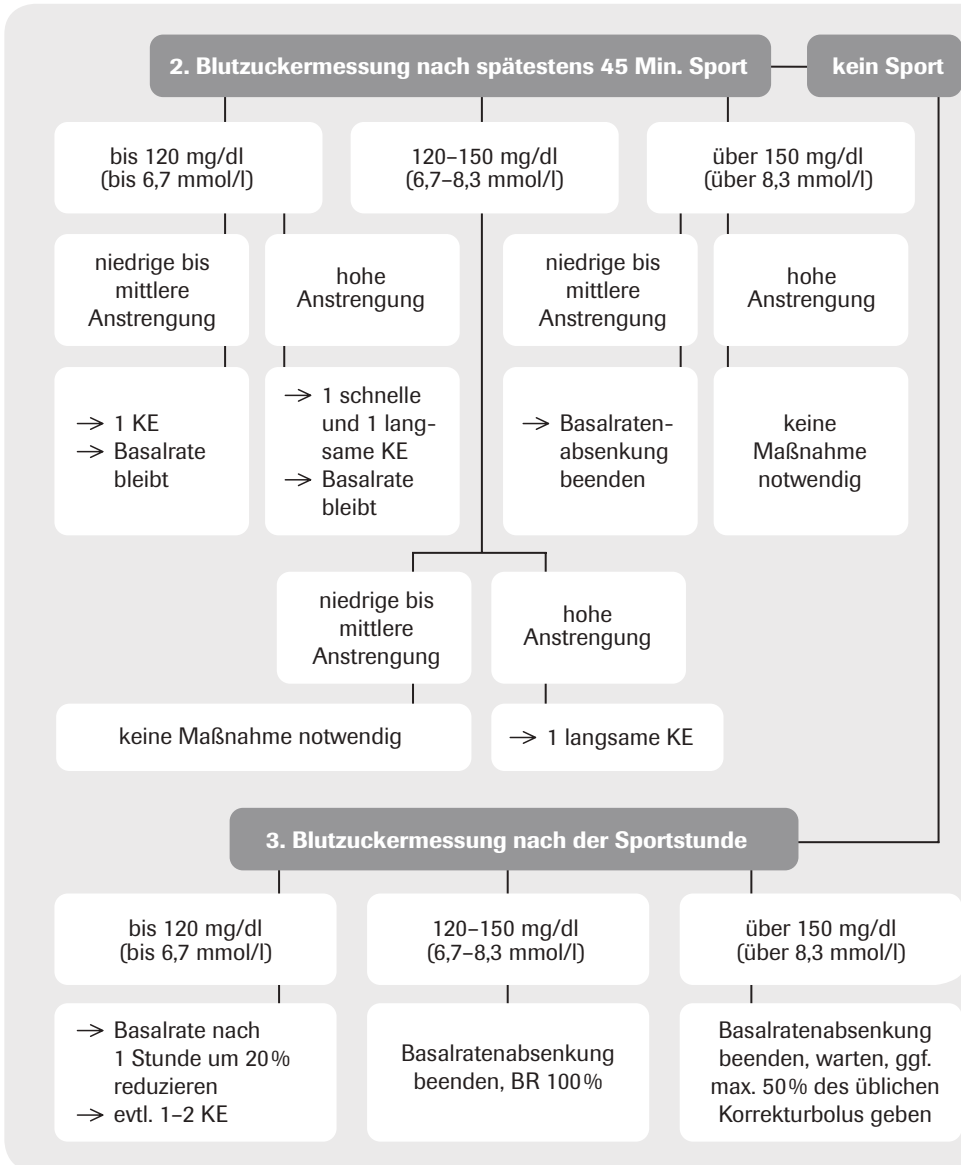 2. Blutzuckermessung nach spätestens 45 Min. Sport
kein Sport
bis 120 mg/dl
(bis 6,7 mmol/l)
120–150 mg/dl
(6,7–8,3 mmol/l)
über 150 mg/dl
(über 8,3 mmol/l)
niedrige bis
mittlere
Anstrengung
hohe
Anstrengung
niedrige bis
mittlere
Anstrengung
hohe
Anstrengung
→ 1 KE
→ Basalrate
bleibt
→ 1 schnelle
und 1 lang-
same KE
→ Basalrate
bleibt
→ Basalraten-
absenkung
beenden
keine
Maßnahme
notwendig
niedrige bis
mittlere
Anstrengung
hohe
Anstrengung
keine Maßnahme notwendig
→ 1 langsame KE
3. Blutzuckermessung nach der Sportstunde
bis 120 mg/dl
(bis 6,7 mmol/l)
120–150 mg/dl
(6,7–8,3 mmol/l)
über 150 mg/dl
(über 8,3 mmol/l)
→ Basalrate nach
1 Stunde um 20%
reduzieren
→ evtl. 1–2 KE
Basalratenabsenkung
beenden, BR 100%
Basalratenabsenkung
beenden, warten, ggf.
max. 50% des üblichen
Korrekturbolus geben